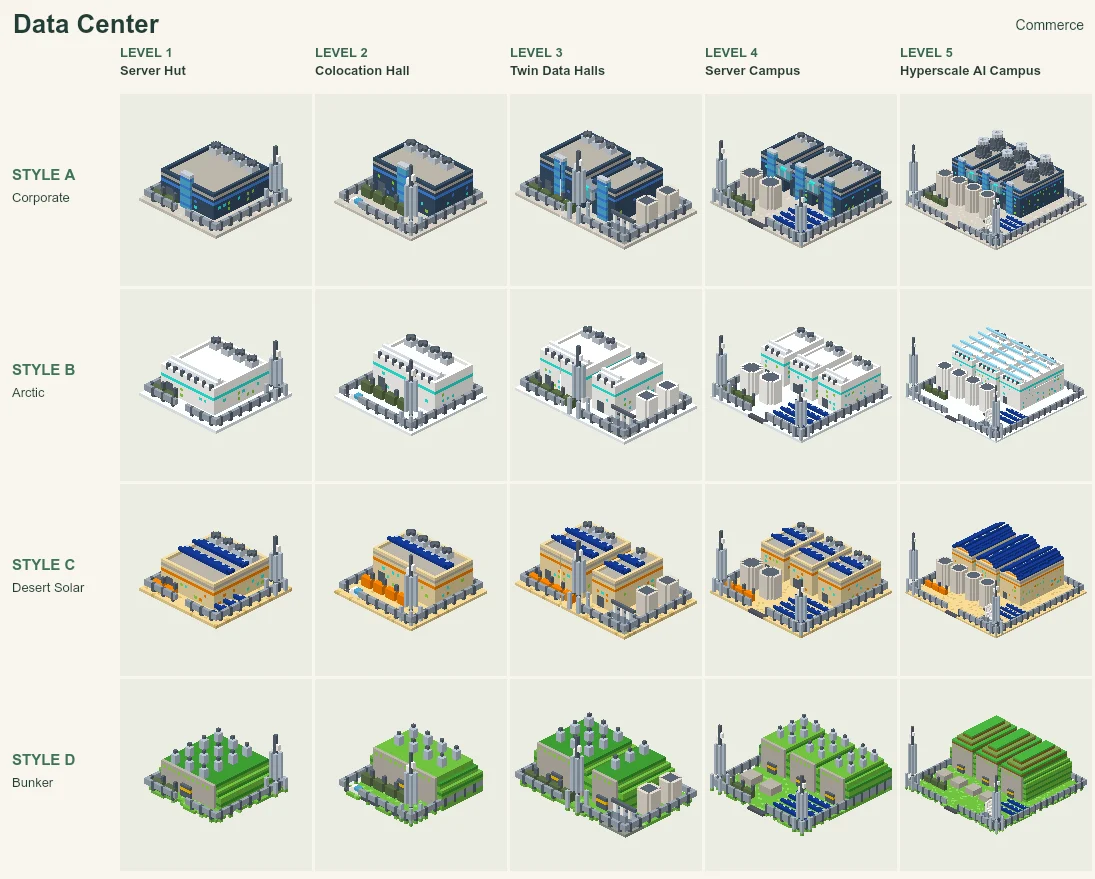 Data Center
Commerce
LEVEL 1
Server Hut
LEVEL 2
Colocation Hall
LEVEL 3
Twin Data Halls
LEVEL 4
Server Campus
LEVEL 5
Hyperscale AI Campus
STYLE A
Corporate
STYLE B
Arctic
STYLE C
Desert Solar
STYLE D
Bunker